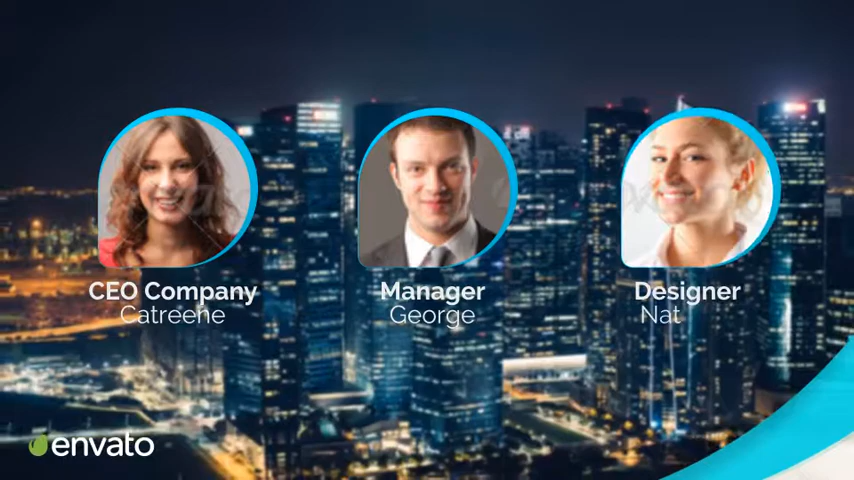 CEO Company
Catreene
Manager
George
Designer
Nat
envato